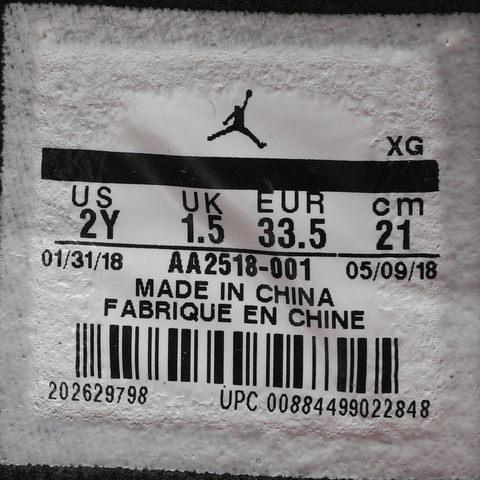 XG
US UK EUR cm
2Y 1.5 33.5 21
01/31/18 AA2518-001 05/09/18
MADE IN CHINA
FABRIQUE EN CHINE
202629798 UPC 00884499022848